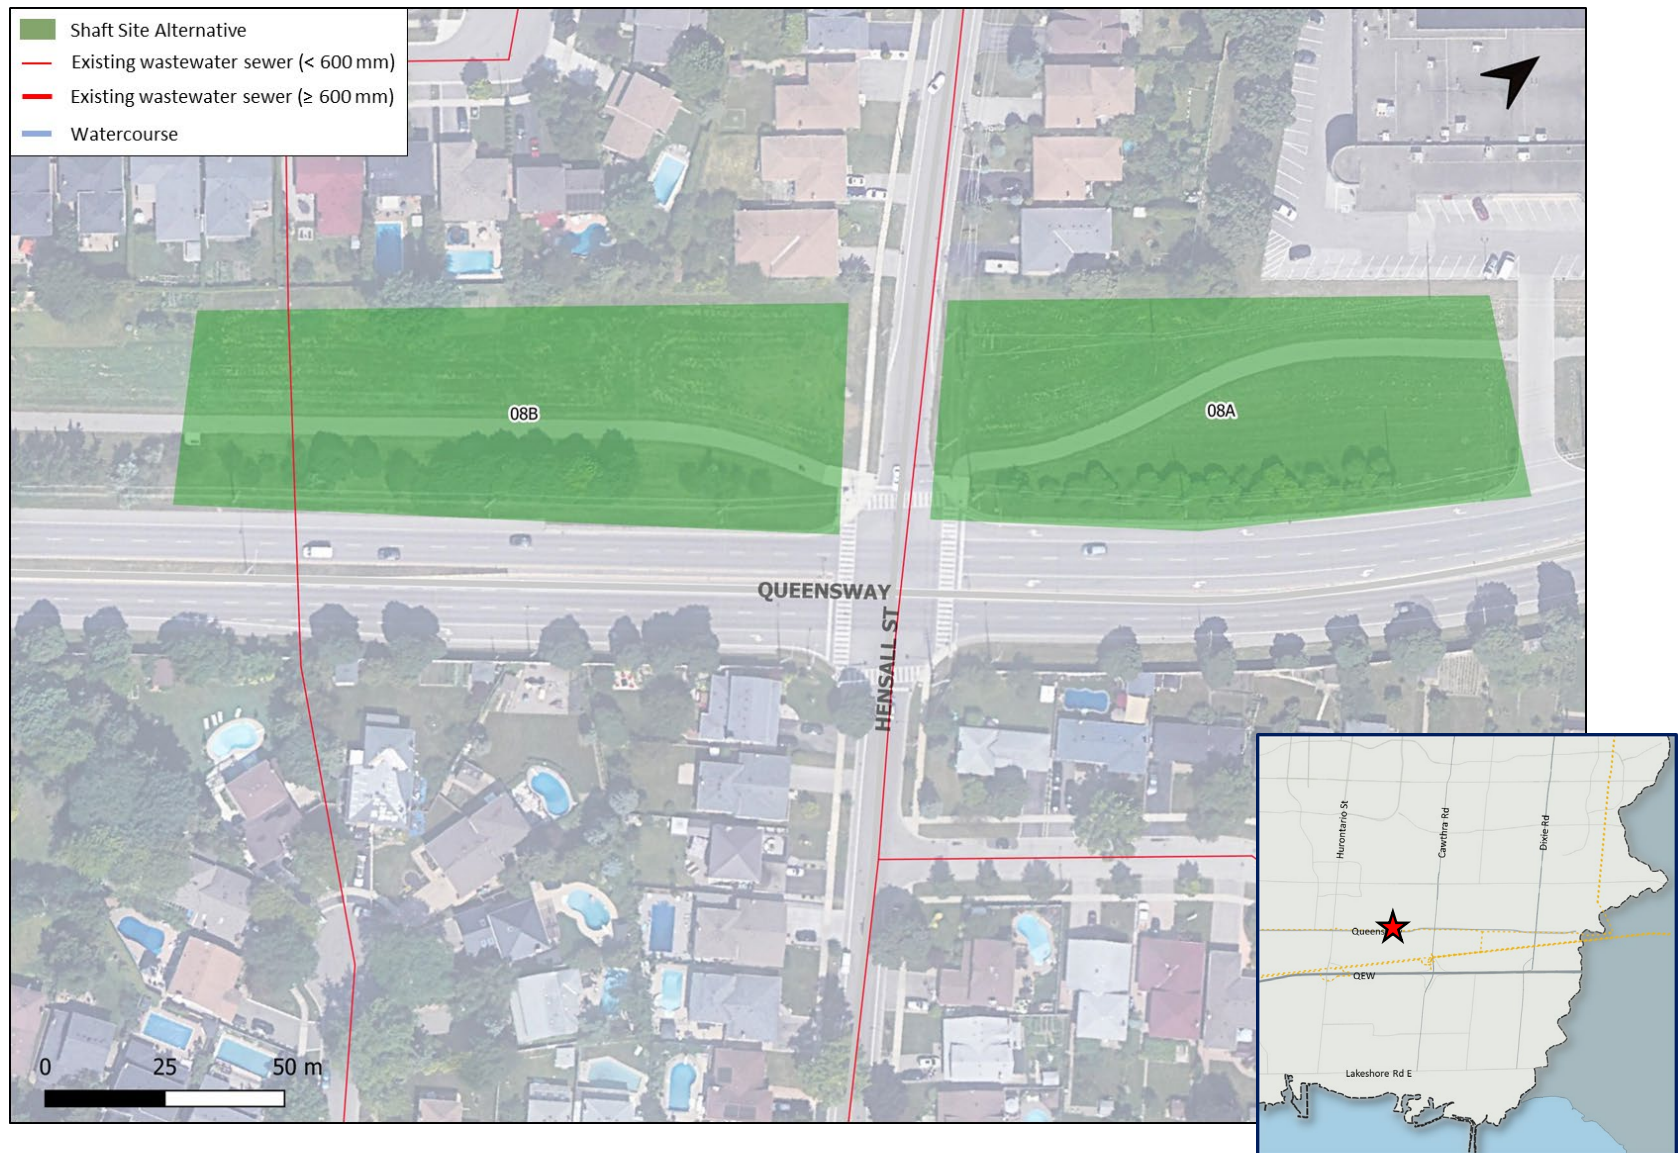 Shaft Site Alternative
Existing wastewater sewer (< 600 mm)
Existing wastewater sewer (≥ 600 mm)
Watercourse
08B
08A
QUEENSWAY
HENSALL ST
0 25 50 m
Hurontario St
Cawthra Rd
Dixie Rd
Queens
QEW
Lakeshore Rd E